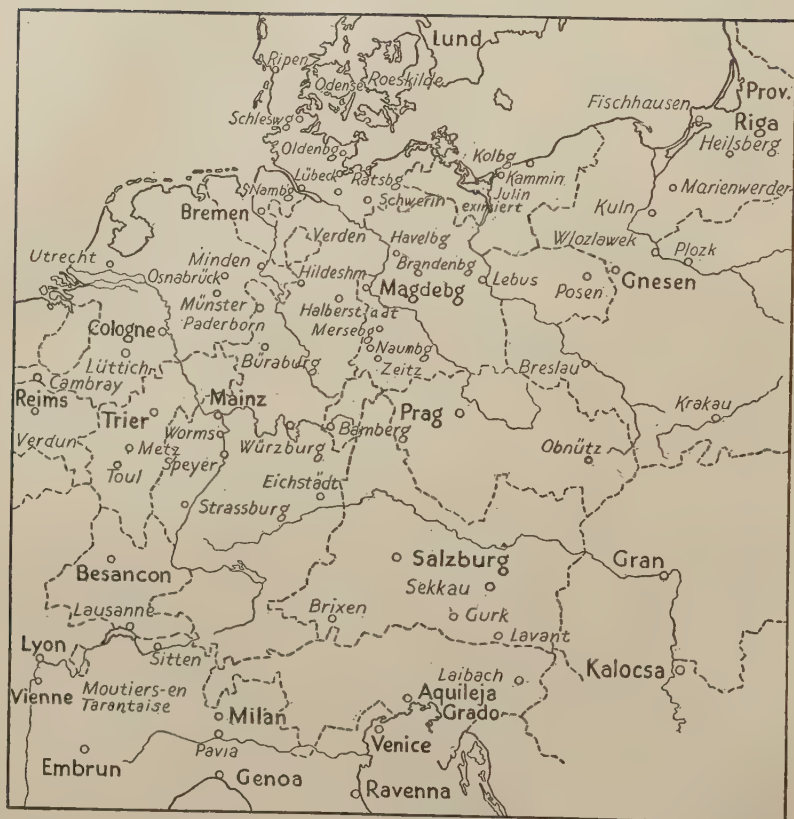 Lund
Ripen
Odense
Roeskilde
Prov.
Riga
Fischhausen
Schleswg
Heilsberg
Oldenbg
Kolbg
Lübeck
Ratsbg
Kammin
Nambg
Schwerin
Julin
eximiert
Marienwerder
Bremen
Kuln
Verden
Havelbg
Wlozlawek
Plozk
Utrecht
Minden
Brandenbg
Osnabrück
Hildeshm
Lebus
Gnesen
Posen
Magdebg
Münster
Halberstadt
Paderborn
Cologne
Mersebg
Naumbg
Lüttich
Büraburg
Zeitz
Breslau
Cambray
Reims
Mainz
Prag
Krakau
Trier
Worms
Bamberg
Verdun
Metz
Würzburg
Obnütz
Speyer
Toul
Eichstädt
Strassburg
Salzburg
Gran
Besancon
Sekkau
Lausanne
Brixen
Gurk
Lavant
Lyon
Sitten
Kalocsa
Laibach
Vienne
Moutiers-en
Tarantaise
Aquileja
Milan
Grado
Venice
Pavia
Embrun
Genoa
Ravenna